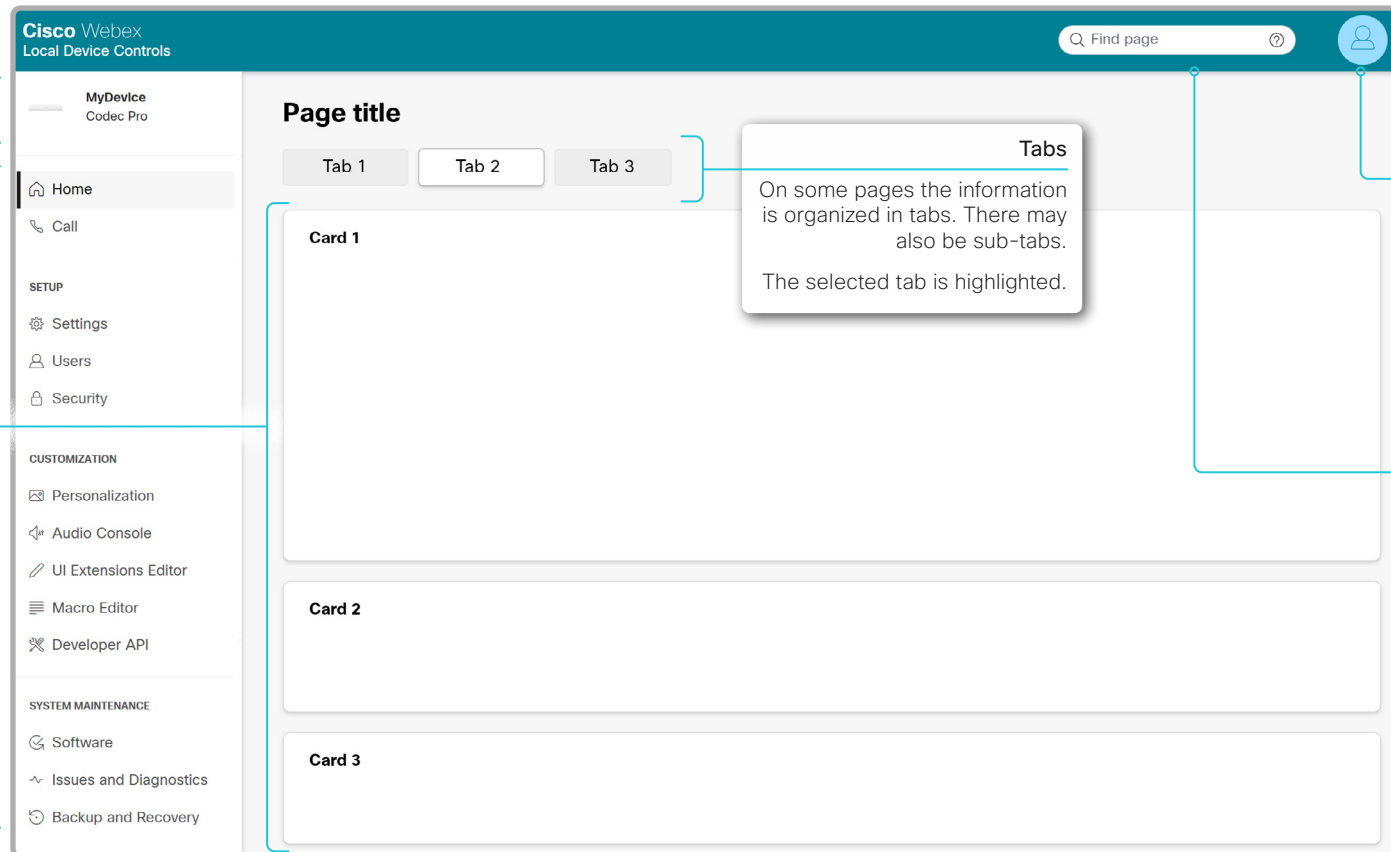 Cisco Webex
Local Device Controls
Find page
MyDevice
Codec Pro
Home
Call
SETUP
Settings
Users
Security
CUSTOMIZATION
Personalization
Audio Console
UI Extensions Editor
Macro Editor
Developer API
SYSTEM MAINTENANCE
Software
Issues and Diagnostics
Backup and Recovery
Page title
Tab 1 Tab 2 Tab 3
Tabs
On some pages the information
is organized in tabs. There may
also be sub-tabs.
The selected tab is highlighted.
Card 1
Card 2
Card 3